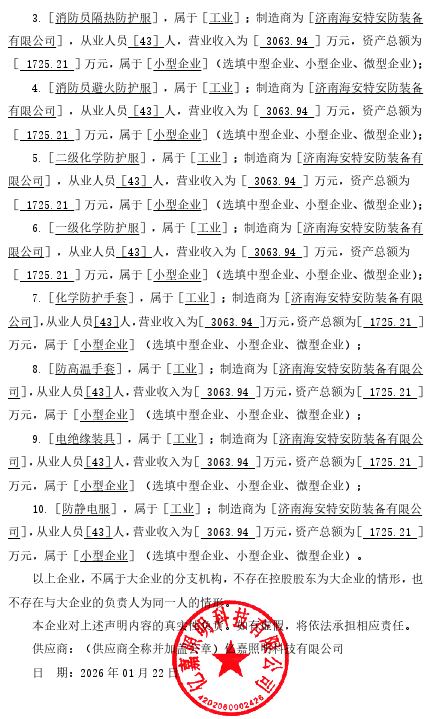 3. [消防员隔热防护服]，属于[工业]；制造商为[济南海安特安防装备
有限公司]，从业人员[43]人，营业收入为[ 3063.94 ]万元，资产总额为
[ 1725.21 ]万元，属于[小型企业]（选填中型企业、小型企业、微型企业）；
4. [消防员避火防护服]，属于[工业]；制造商为[济南海安特安防装备
有限公司]，从业人员[43]人，营业收入为[ 3063.94 ]万元，资产总额为
[ 1725.21 ]万元，属于[小型企业]（选填中型企业、小型企业、微型企业）；
5. [二级化学防护服]，属于[工业]；制造商为[济南海安特安防装备有
限公司]，从业人员[43]人，营业收入为[ 3063.94 ]万元，资产总额为
[ 1725.21 ]万元，属于[小型企业]（选填中型企业、小型企业、微型企业）；
6. [一级化学防护服]，属于[工业]；制造商为[济南海安特安防装备有
限公司]，从业人员[43]人，营业收入为[ 3063.94 ]万元，资产总额为
[ 1725.21 ]万元，属于[小型企业]（选填中型企业、小型企业、微型企业）；
7. [化学防护手套]，属于[工业]；制造商为[济南海安特安防装备有限
公司]，从业人员[43]人，营业收入为[ 3063.94 ]万元，资产总额为[ 1725.21 ]
万元，属于[小型企业]（选填中型企业、小型企业、微型企业）；
8. [防高温手套]，属于[工业]；制造商为[济南海安特安防装备有限公
司]，从业人员[43]人，营业收入为[ 3063.94 ]万元，资产总额为[ 1725.21 ]
万元，属于[小型企业]（选填中型企业、小型企业、微型企业）；
9. [电绝缘装具]，属于[工业]；制造商为[济南海安特安防装备有限公
司]，从业人员[43]人，营业收入为[ 3063.94 ]万元，资产总额为[ 1725.21 ]
万元，属于[小型企业]（选填中型企业、小型企业、微型企业）；
10. [防静电服]，属于[工业]；制造商为[济南海安特安防装备有限公
司]，从业人员[43]人，营业收入为[ 3063.94 ]万元，资产总额为[ 1725.21 ]
万元，属于[小型企业]（选填中型企业、小型企业、微型企业）。
以上企业，不属于大企业的分支机构，不存在控股股东为大企业的情形，也
不存在与大企业的负责人为同一人的情形。
本企业对上述声明内容的真实性负责。如有虚假，将依法承担相应责任。
供应商：（供应商全称并加盖公章）亿嘉照明科技有限公司
日 期：2026年01月22日
亿嘉照明科技有限公司
4202060002426